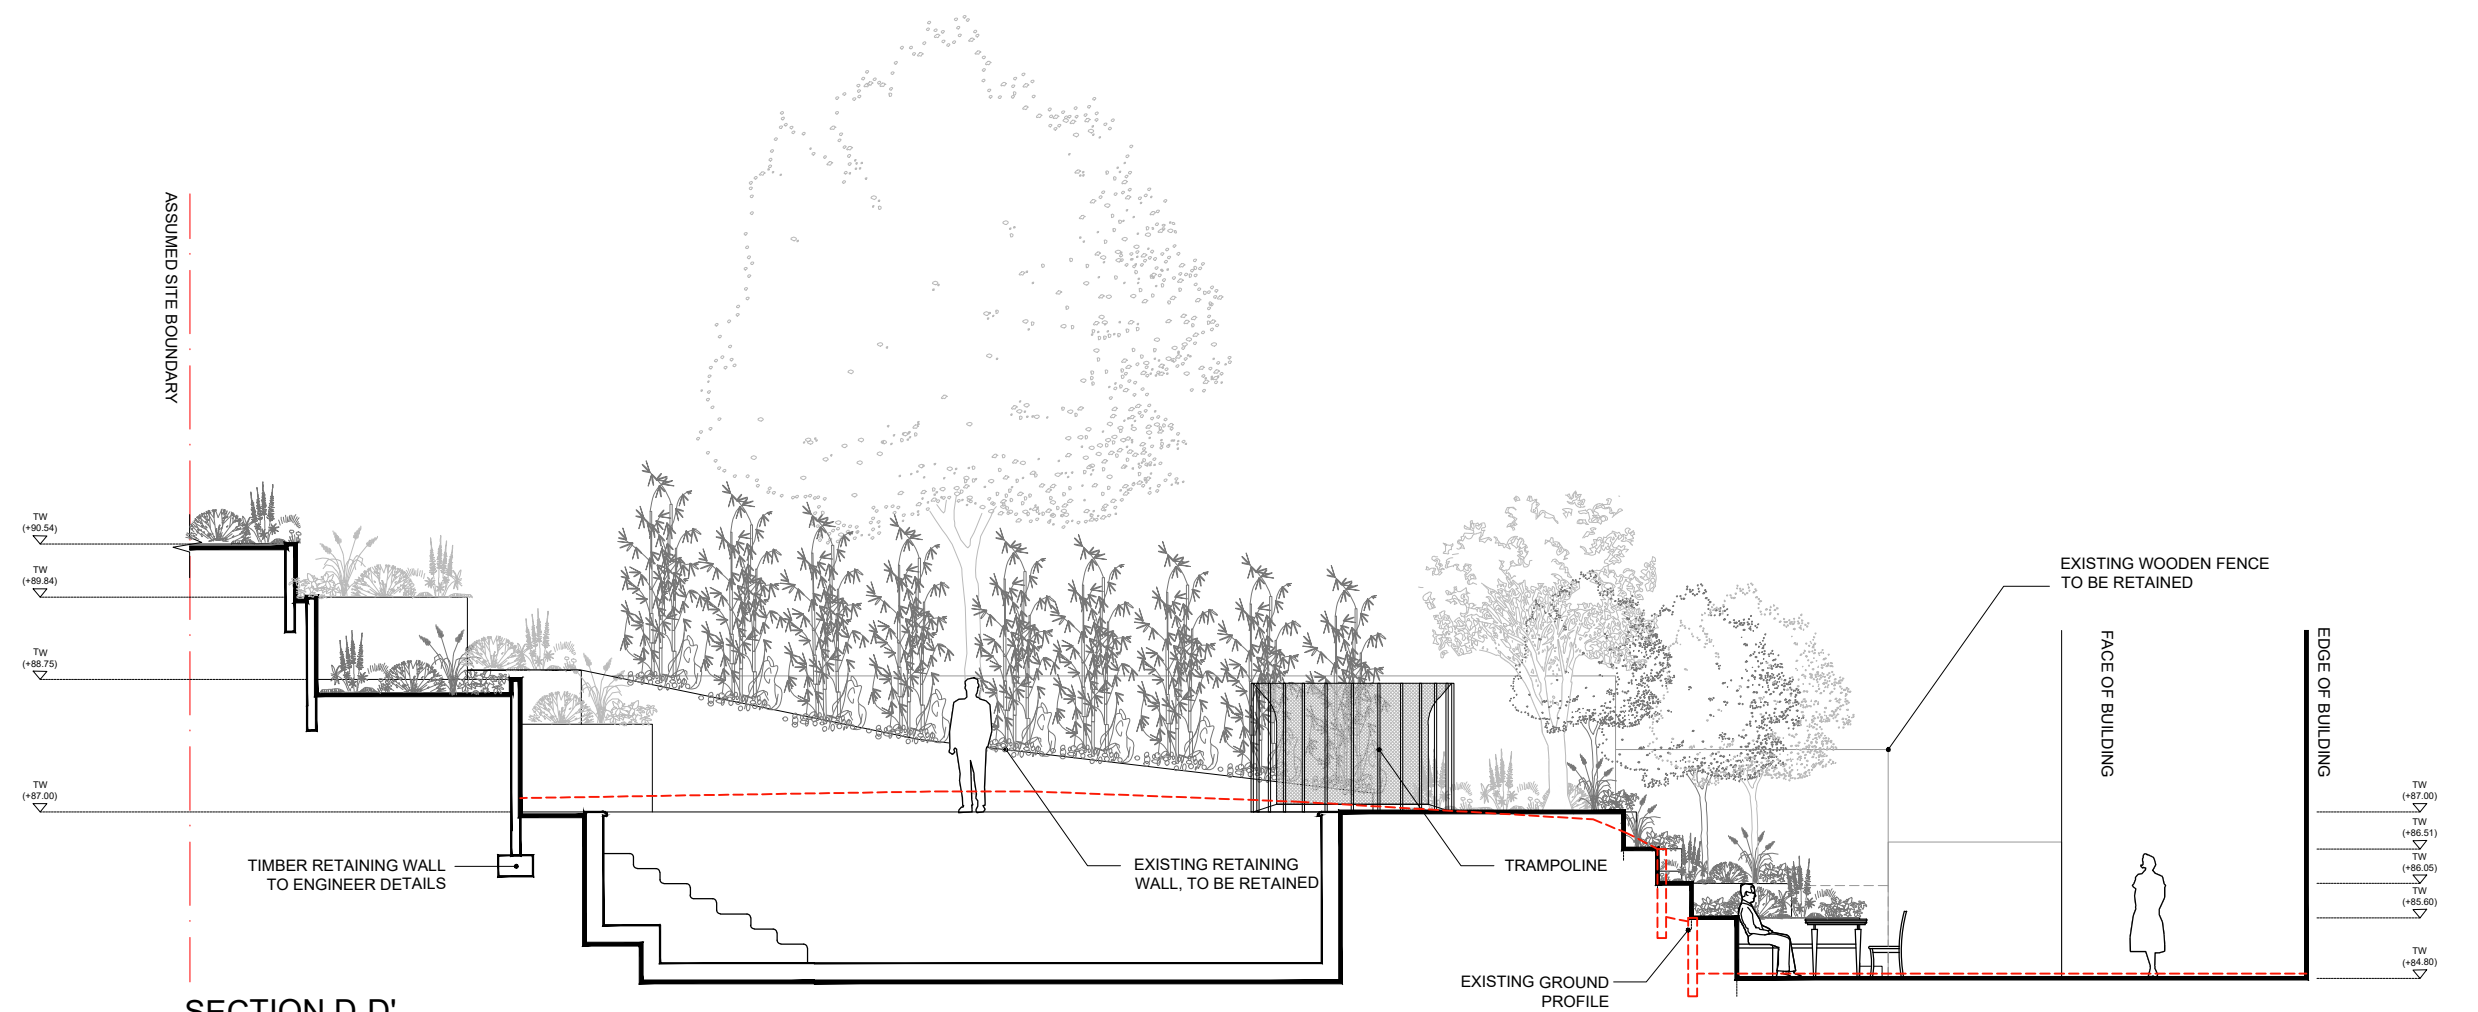 ASSUMED SITE BOUNDARY
TW
(+90.54)
TW
(+89.84)
TW
(+88.75)
TW
(+87.00)
TIMBER RETAINING WALL
TO ENGINEER DETAILS
EXISTING RETAINING
WALL, TO BE RETAINED
TRAMPOLINE
EXISTING GROUND
PROFILE
EXISTING WOODEN FENCE
TO BE RETAINED
FACE OF BUILDING
EDGE OF BUILDING
TW
(+87.00)
TW
(+86.51)
TW
(+86.05)
TW
(+85.60)
TW
(+84.80)
SECTION D-D'